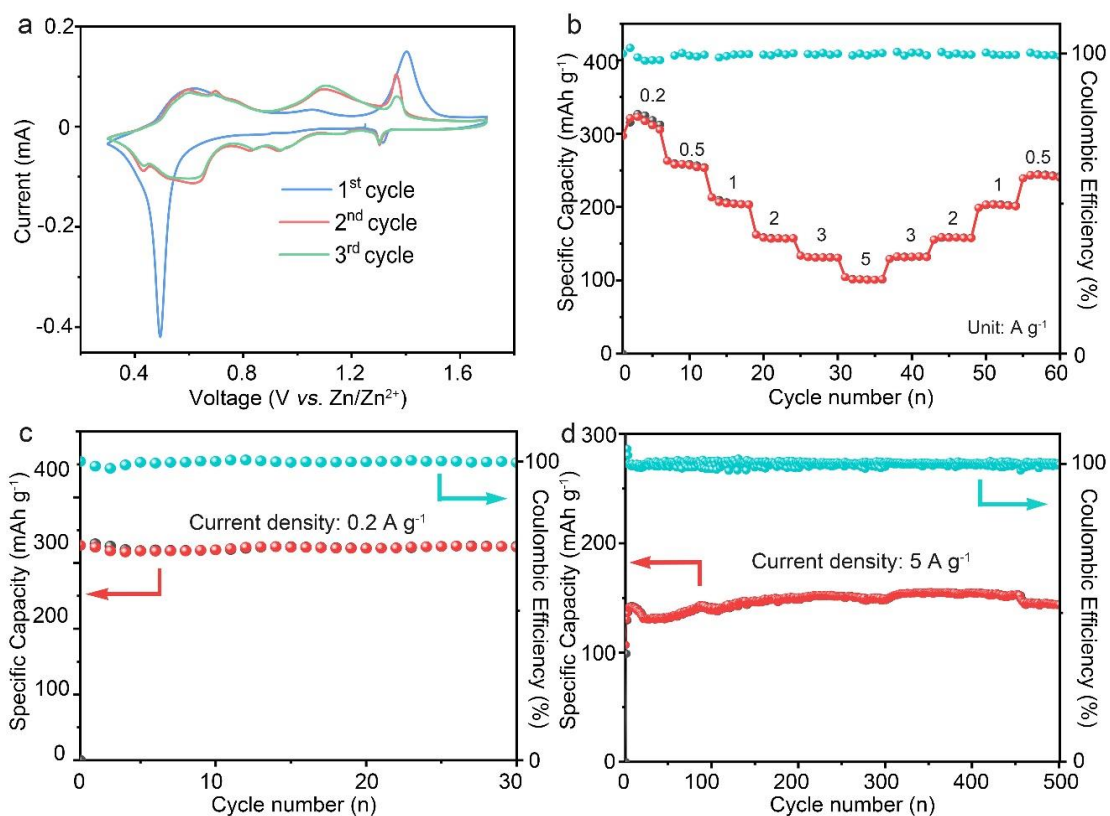 a
0.2
0
-0.2
-0.4
Current (mA)
1st cycle
2nd cycle
3rd cycle
0.4
0.8
1.2
1.6
Voltage (V vs. Zn/Zn2+)
b
400
300
200
100
0
Specific Capacity (mAh g-1)
0.2
0.5
1
2
3
5
3
2
1
0.5
Unit: A g-1
100
0
Coulombic Efficiency (%)
0 10 20 30 40 50 60
Cycle number (n)
c
400
300
200
100
0
Specific Capacity (mAh g-1)
Current density: 0.2 A g-1
100
0
Coulombic Efficiency (%)
0 10 20 30
Cycle number (n)
d
300
200
150
100
0
Specific Capacity (mAh g-1)
Current density: 5 A g-1
100
0
Coulombic Efficiency (%)
0 100 200 300 400 500
Cycle number (n)